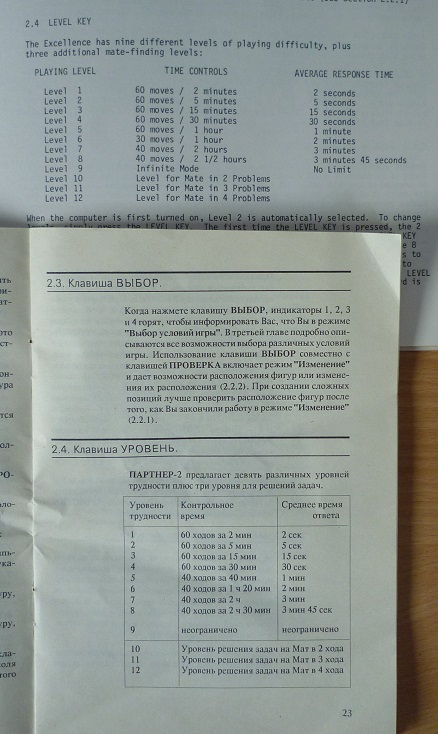 2.4 LEVEL KEY
The Excellence has nine different levels of playing difficulty, plus
three additional mate-finding levels:
PLAYING LEVEL TIME CONTROLS AVERAGE RESPONSE TIME
Level 1 60 moves / 2 minutes 2 seconds
Level 2 60 moves / 5 minutes 5 seconds
Level 3 60 moves / 15 minutes 15 seconds
Level 4 60 moves / 30 minutes 30 seconds
Level 5 60 moves / 1 hour 1 minute
Level 6 30 moves / 1 hour 2 minutes
Level 7 40 moves / 2 hours 3 minutes
Level 8 40 moves / 2 1/2 hours 3 minutes 45 seconds
Level 9 Infinite Mode No Limit
Level 10 Level for Mate in 2 Problems
Level 11 Level for Mate in 3 Problems
Level 12 Level for Mate in 4 Problems
When the computer is first turned on, Level 2 is automatically selected. To change
press the LEVEL KEY. The first time the LEVEL KEY is pressed, the 2
KEY
e 8
s to
to
LEVEL
d is
2.3. Клавиша ВЫБОР.
Когда нажмете клавишу ВЫБОР, индикаторы 1, 2, 3
и 4 горят, чтобы информировать Вас, что Вы в режиме
"Выбор условий игры". В третьей главе подробно опи-
сываются все возможности выбора различных условий
игры. Использование клавиши ВЫБОР совместно с
клавишей ПРОВЕРКА включает режим "Изменение"
и дает возможности расположения фигур или измене-
ния их расположения (2.2.2). При создании сложных
позиций лучше проверить расположение фигур после
того, как Вы закончили работу в режиме "Изменение"
(2.2.1).
2.4. Клавиша УРОВЕНЬ.
ПАРТНЕР-2 предлагает девять различных уровней
трудности плюс три уровня для решений задач.
Уровень Контрольное Среднее время
трудности время ответа
1 60 ходов за 2 мин 2 сек
2 60 ходов за 5 мин 5 сек
3 60 ходов за 15 мин 15 сек
4 60 ходов за 30 мин 30 сек
5 40 ходов за 40 мин 1 мин
6 40 ходов за 1 ч 20 мин 2 мин
7 40 ходов за 2 ч 3 мин
8 40 ходов за 2 ч 30 мин 3 мин 45 сек
9 неограничено неограничено
10 Уровень решения задач на Мат в 2 хода
11 Уровень решения задач на Мат в 3 хода
12 Уровень решения задач на Мат в 4 хода
23